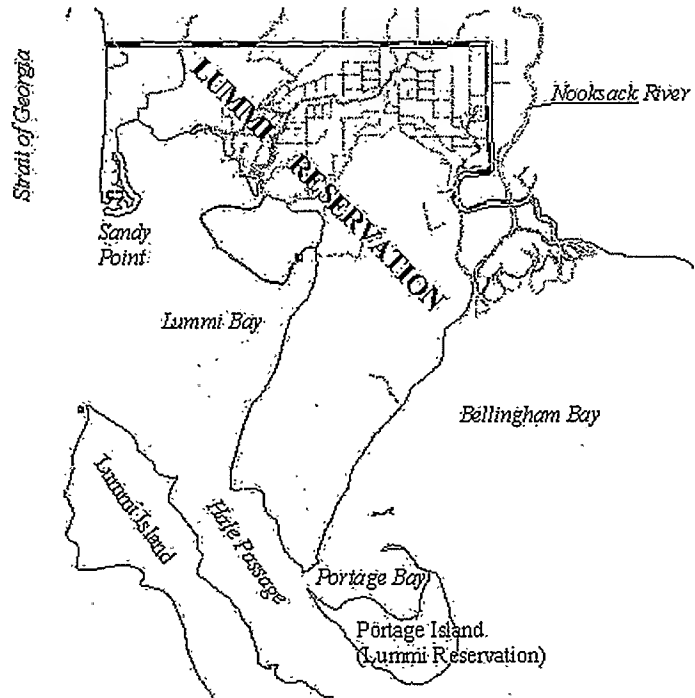 Strait of Georgia
Nooksack River
LUMMI RESERVATION
Sandy
Point
Lummi Bay
Bellingham Bay
Lummi Island
Hale Passage
Portage Bay
Portage Island.
(Lummi Reservation)